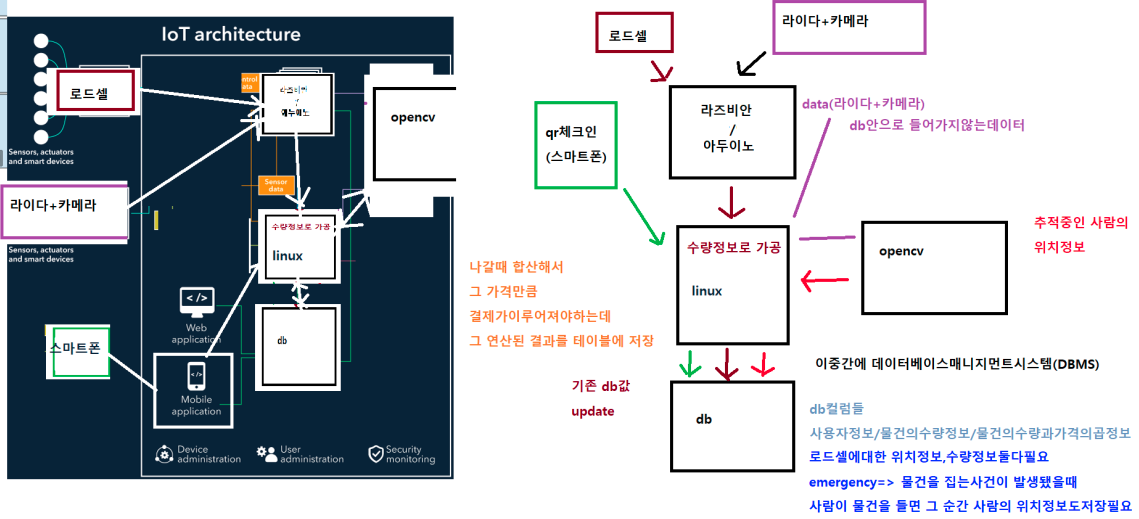 IoT architecture
로드셀
Sensors, actuators
and smart devices
라이다+카메라
Sensors, actuators
and smart devices
스마트폰
ntrol
ata
라즈비안
opencv
Sensor
data
수량정보로 가공
linux
db
Web
application
Mobile
application
Device
administration
User
administration
Security
monitoring
로드셀
라이다+카메라
qr체크인
(스마트폰)
라즈비안
/
아두이노
data(라이다+카메라)
db안으로 들어가지않는데이터
수량정보로 가공
linux
opencv
추적중인 사람의
위치정보
나갈때 합산해서
그 가격만큼
결제가이루어져야하는데
그 연산된 결과를 테이블에 저장
이중간에 데이터베이스매니지먼트시스템(DBMS)
기존 db값
update
db
db컬럼들
사용자정보/물건의수량정보/물건의수량과가격의곱정보
로드셀에대한 위치정보,수량정보둘다필요
emergency=> 물건을 집는사건이 발생됐을때
사람이 물건을 들면 그 순간 사람의 위치정보도저장필요